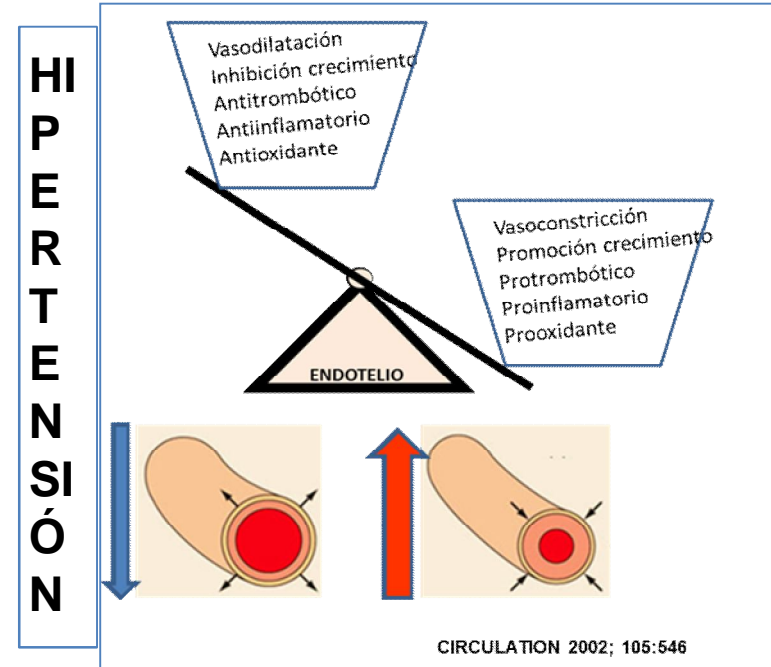 HI
P
E
R
T
E
N
SI
Ó
N
Vasodilatación
Inhibición crecimiento
Antitrombótico
Antiinflamatorio
Antioxidante
Vasoconstricción
Promoción crecimiento
Protrombótico
Proinflamatorio
Prooxidante
ENDOTELIO
CIRCULATION 2002; 105:546